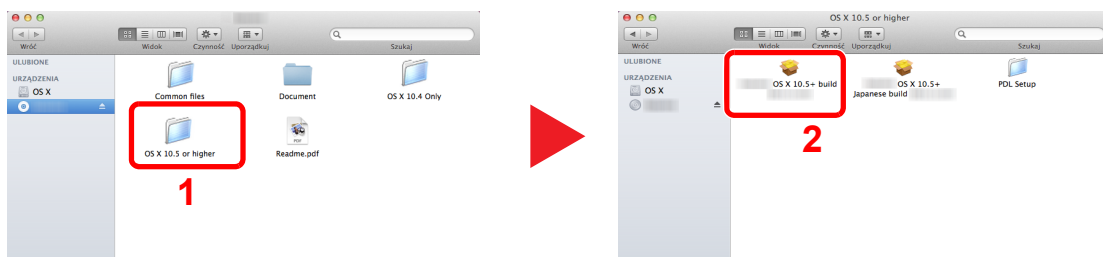 Wróć
Widok
Czynność
Uporządkuj
Szukaj
ULUBIONE
URZĄDZENIA
OS X
Common files
Document
OS X 10.4 Only
OS X 10.5 or higher
PDF
Readme.pdf
1
OS X 10.5 or higher
Wróć
Widok
Czynność
Uporządkuj
Szukaj
ULUBIONE
URZĄDZENIA
OS X
OS X 10.5+ build
OS X 10.5+
Japanese build
PDL Setup
2